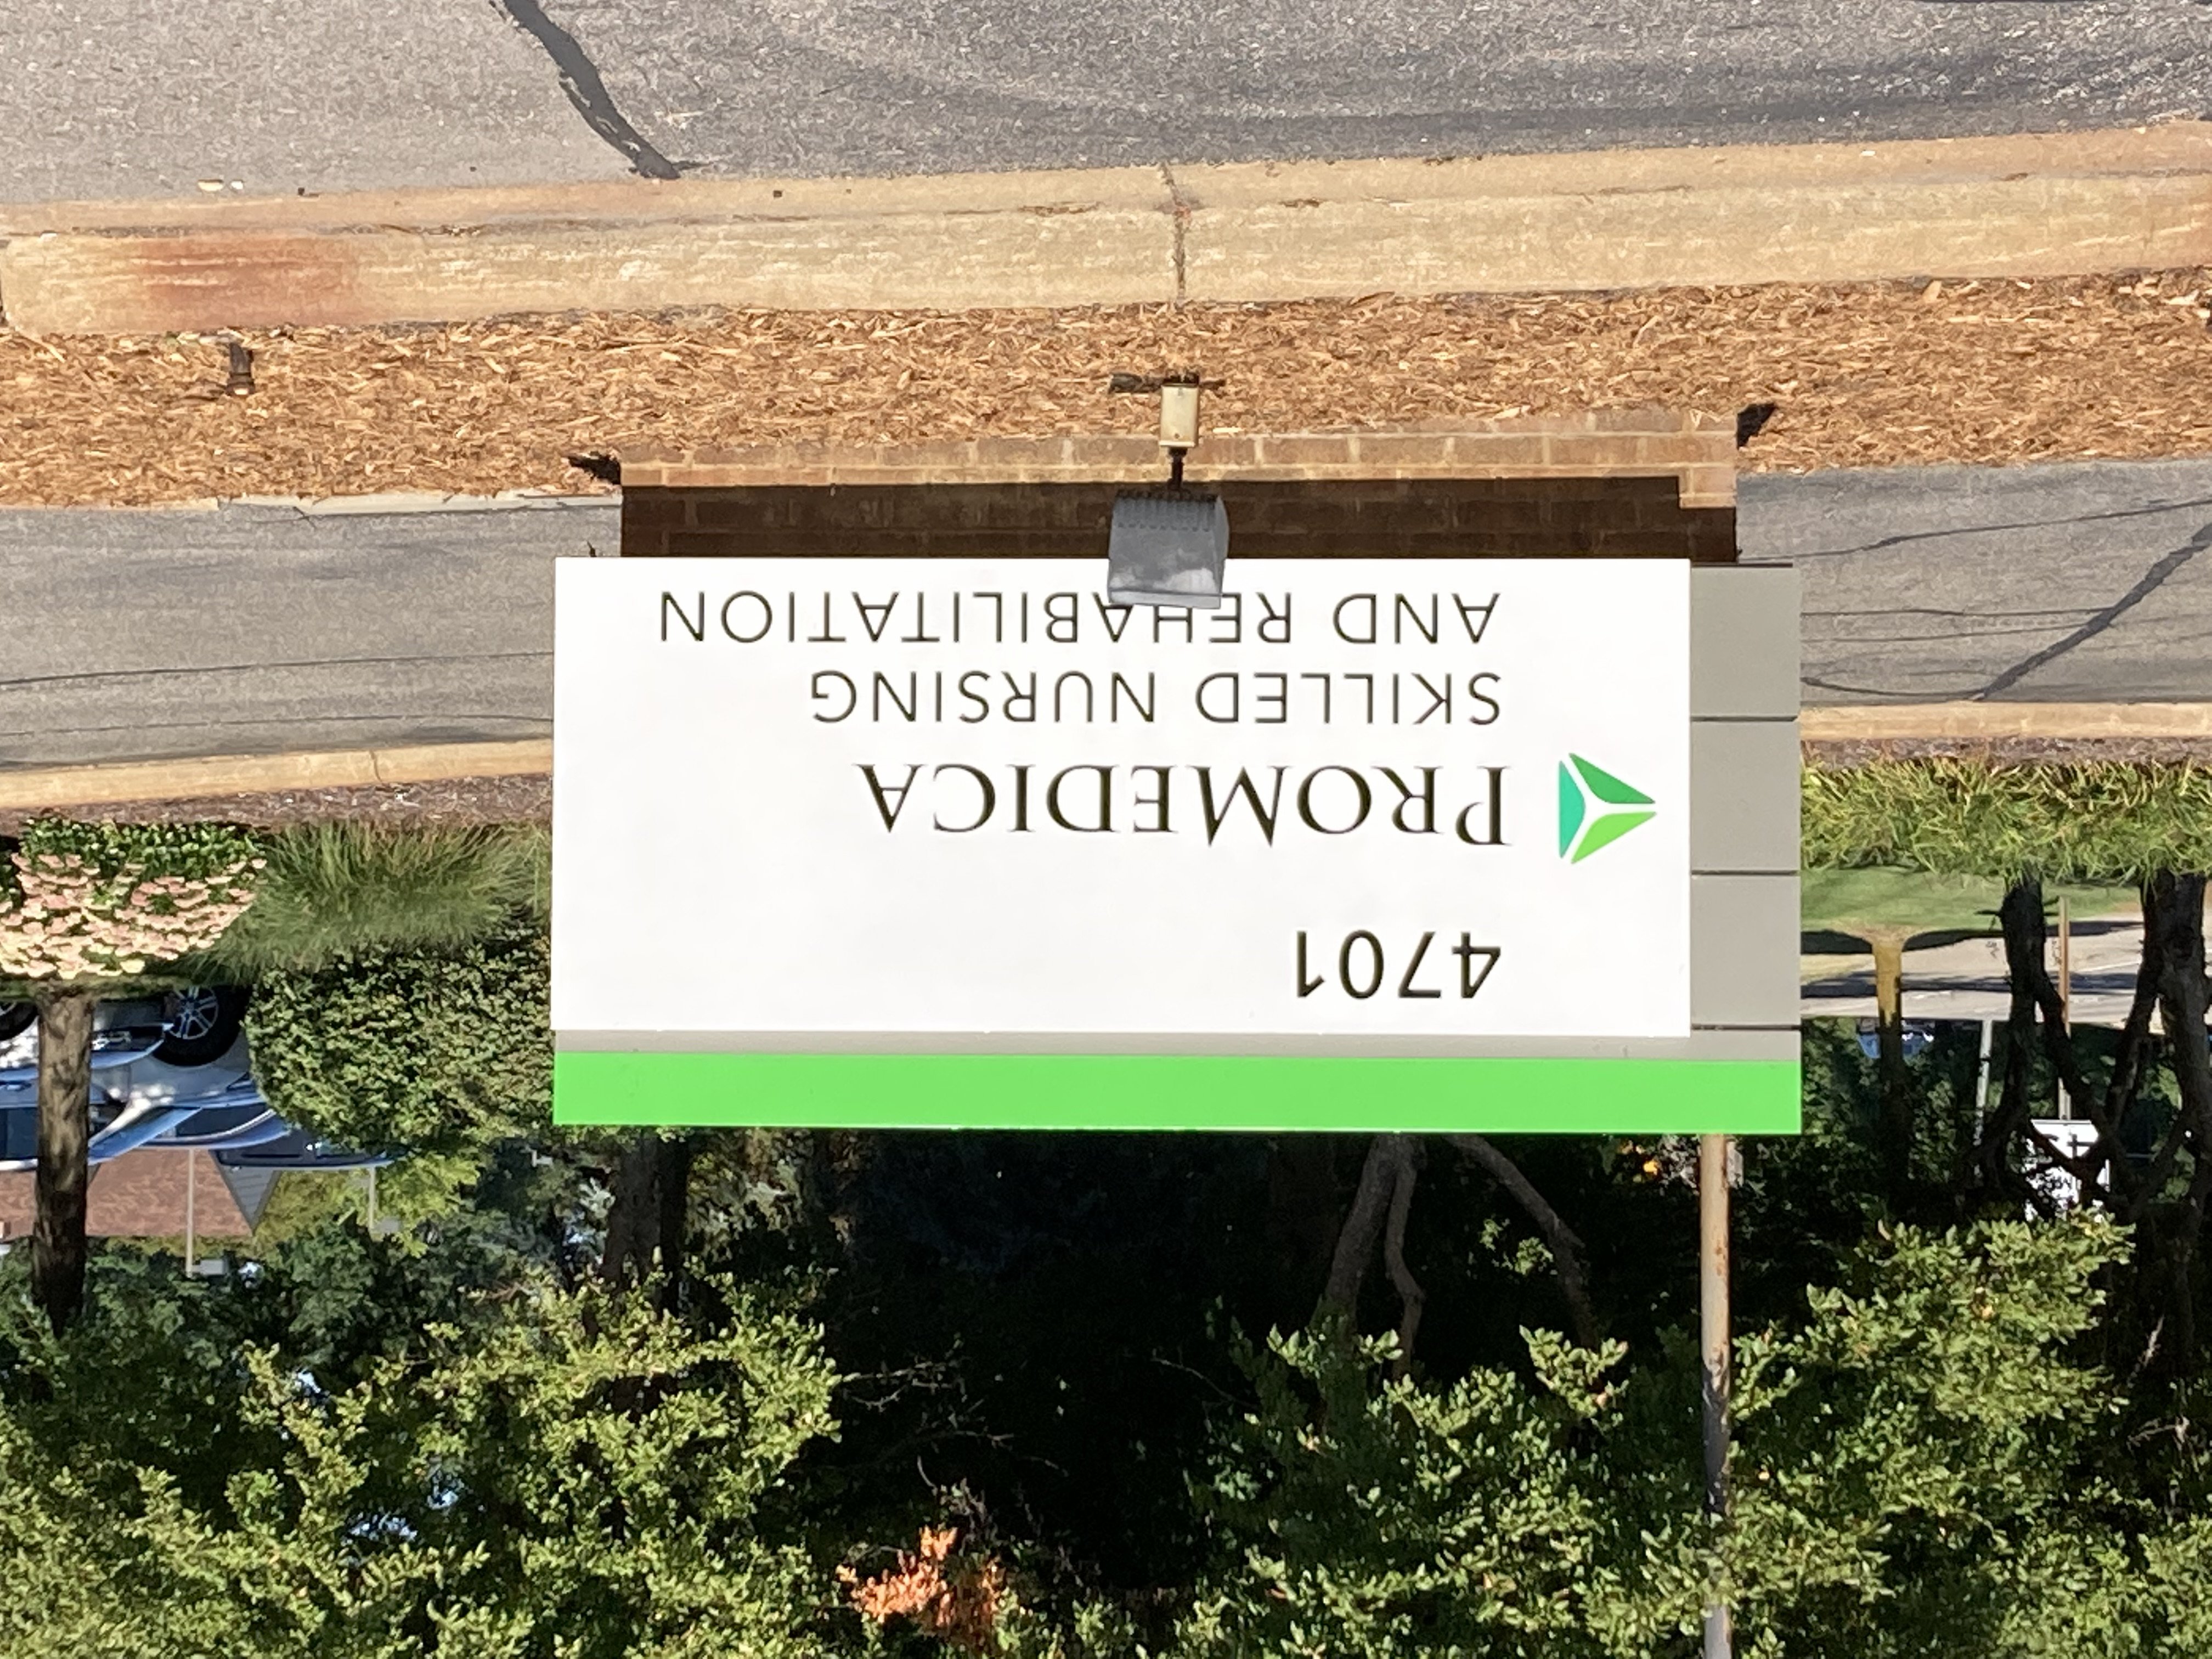 4701
PROMEDICA
SKILLED NURSING
AND REHABILITATION